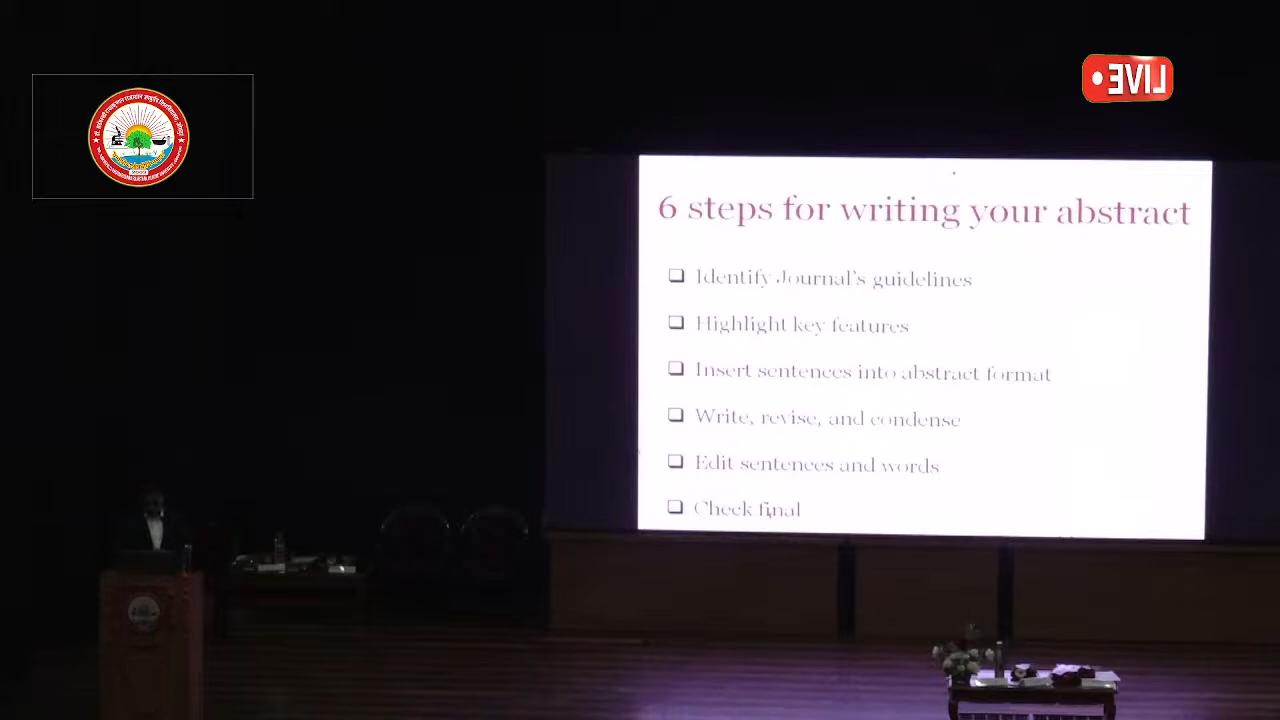 LIVE
6 steps for writing your abstract
Identify Journal's guidelines
Highlight key features
Insert sentences into abstract format
Write, revise, and condense
Edit sentences and words
Check final